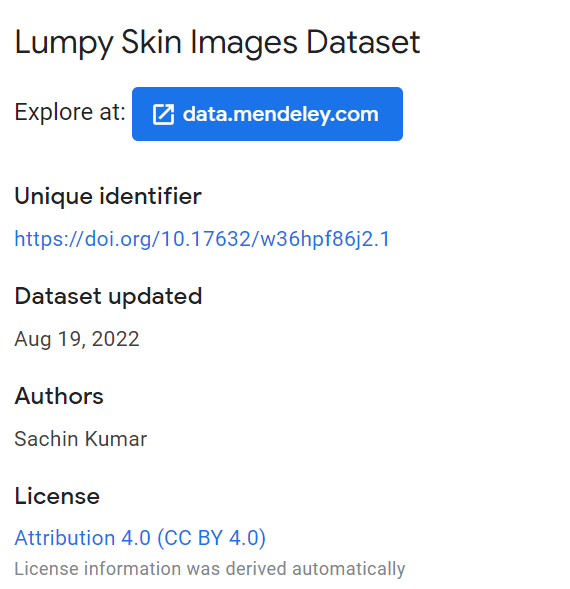 Lumpy Skin Images Dataset
Explore at: data.mendeley.com
Unique identifier
https://doi.org/10.17632/w36hpf86j2.1
Dataset updated
Aug 19, 2022
Authors
Sachin Kumar
License
Attribution 4.0 (CC BY 4.0)
License information was derived automatically